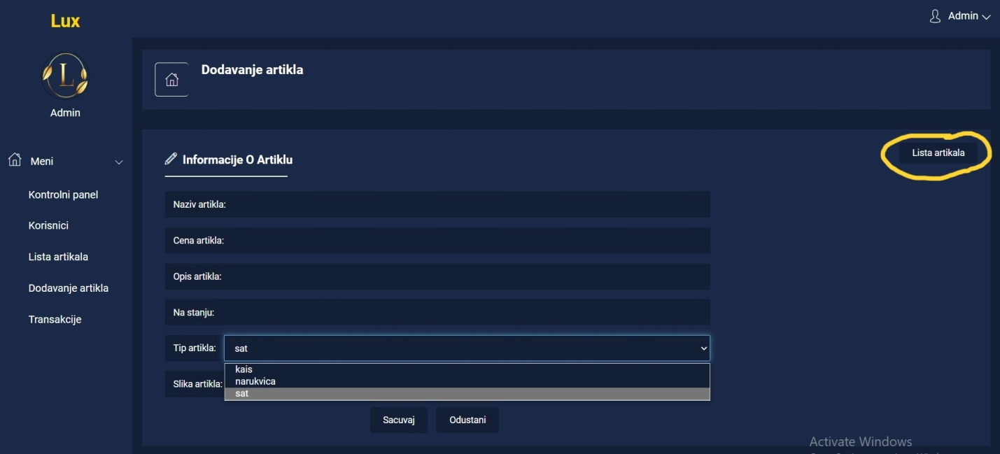 Lux
Admin
L
Admin
Meni
Kontrolni panel
Korisnici
Lista artikala
Dodavanje artikla
Transakcije
Dodavanje artikla
Informacije O Artiklu
Lista artikala
Naziv artikla:
Cena artikla:
Opis artikla:
Na stanju:
Tip artikla: sat
kais
narukvica
sat
Slika artikla:
Sacuvaj Odustani
Activate Windows